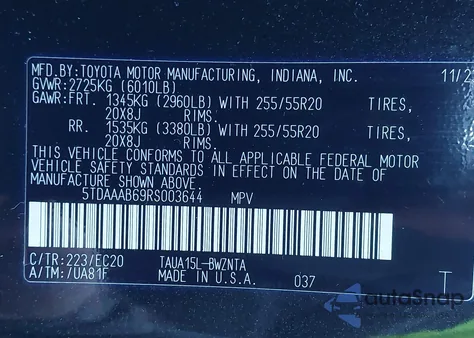 MFD.BY:TOYOTA MOTOR MANUFACTURING, INDIANA, INC. 11/2
GVWR:2725KG (6010LB)
GAWR:FRT. 1345KG (2960LB) WITH 255/55R20 TIRES,
20X8J RIMS.
RR. 1535KG (3380LB) WITH 255/55R20 TIRES,
20X8J RIMS.
THIS VEHICLE CONFORMS TO ALL APPLICABLE FEDERAL MOTOR
VEHICLE SAFETY STANDARDS IN EFFECT ON THE DATE OF
MANUFACTURE SHOWN ABOVE.
5TDAAAB69RS003644 MPV
C/TR:223/EC20 TAUA15L-BWZNTA
A/TM:/UA81F MADE IN U.S.A. 037 T
autoSnap